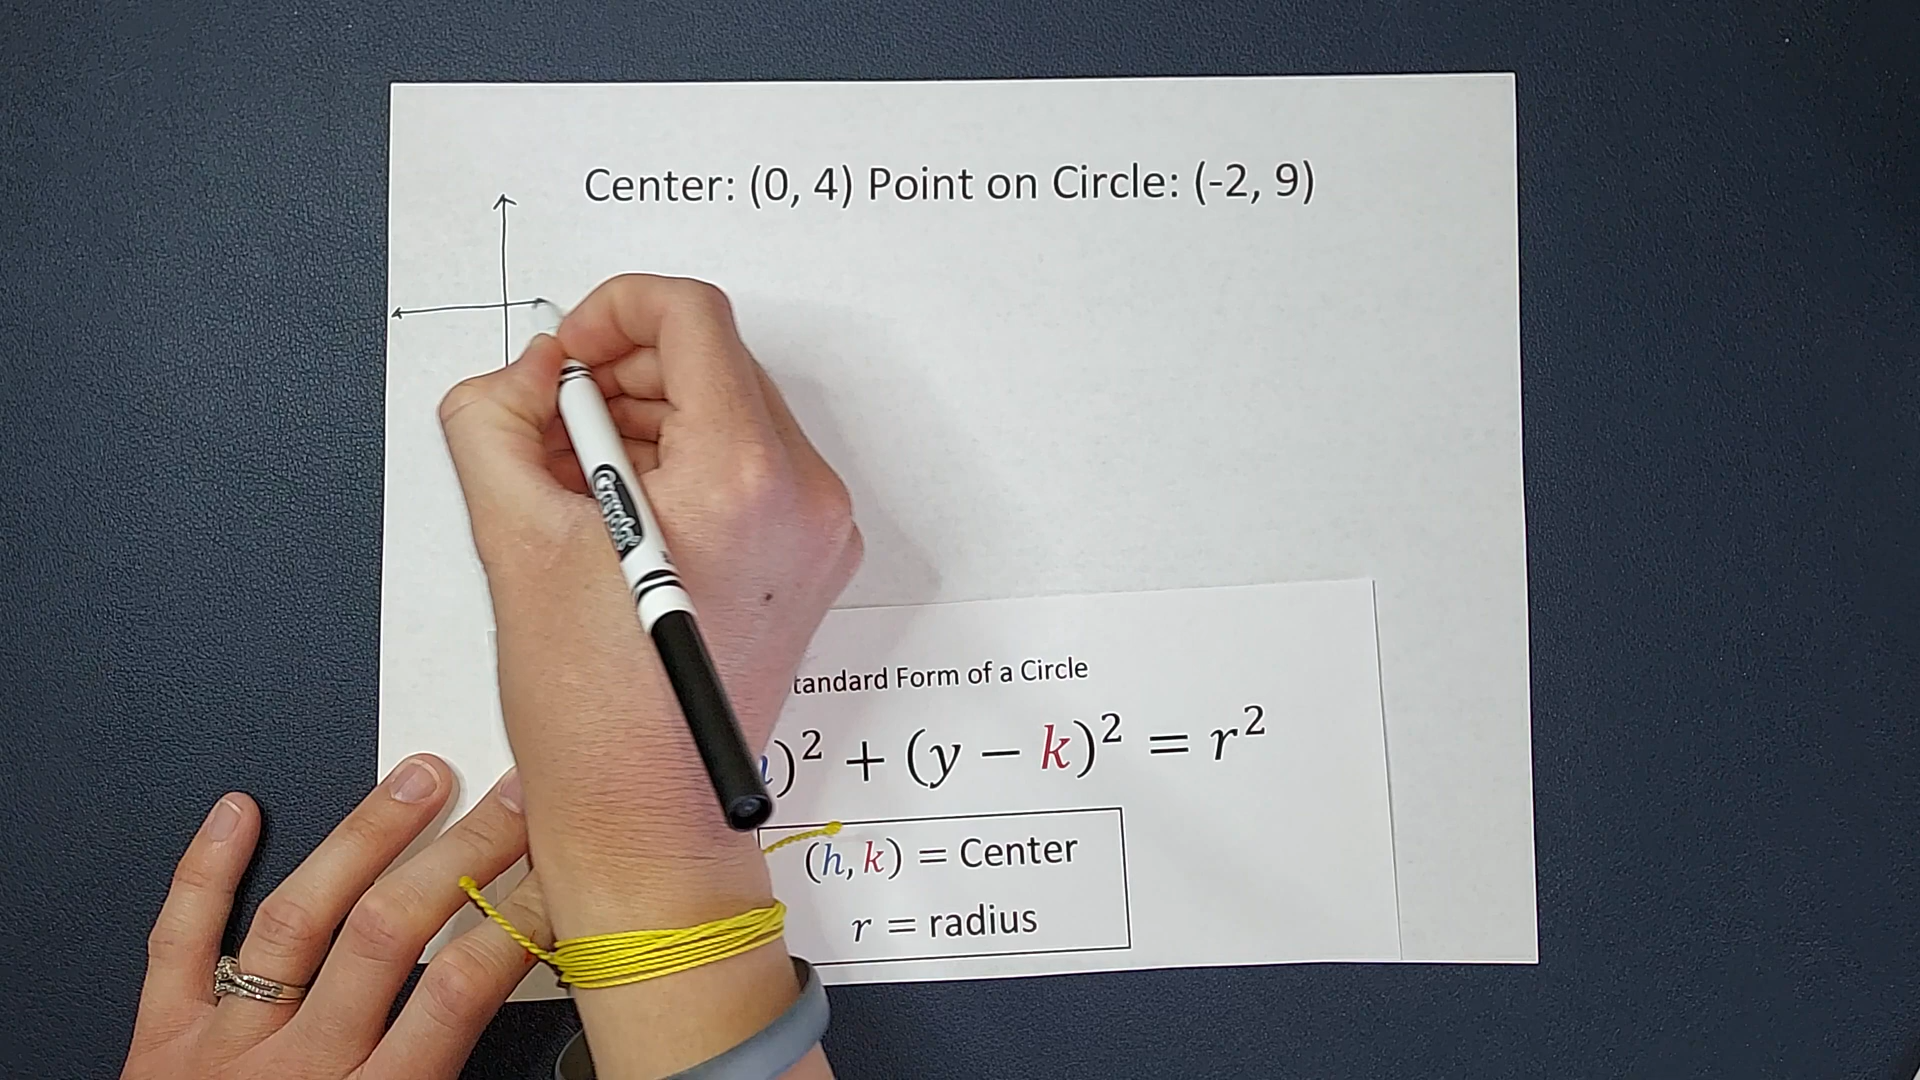 Center: (0, 4) Point on Circle: (-2, 9)
tandard Form of a Circle
)² + (y − k)² = r²
(h, k) = Center
r = radius